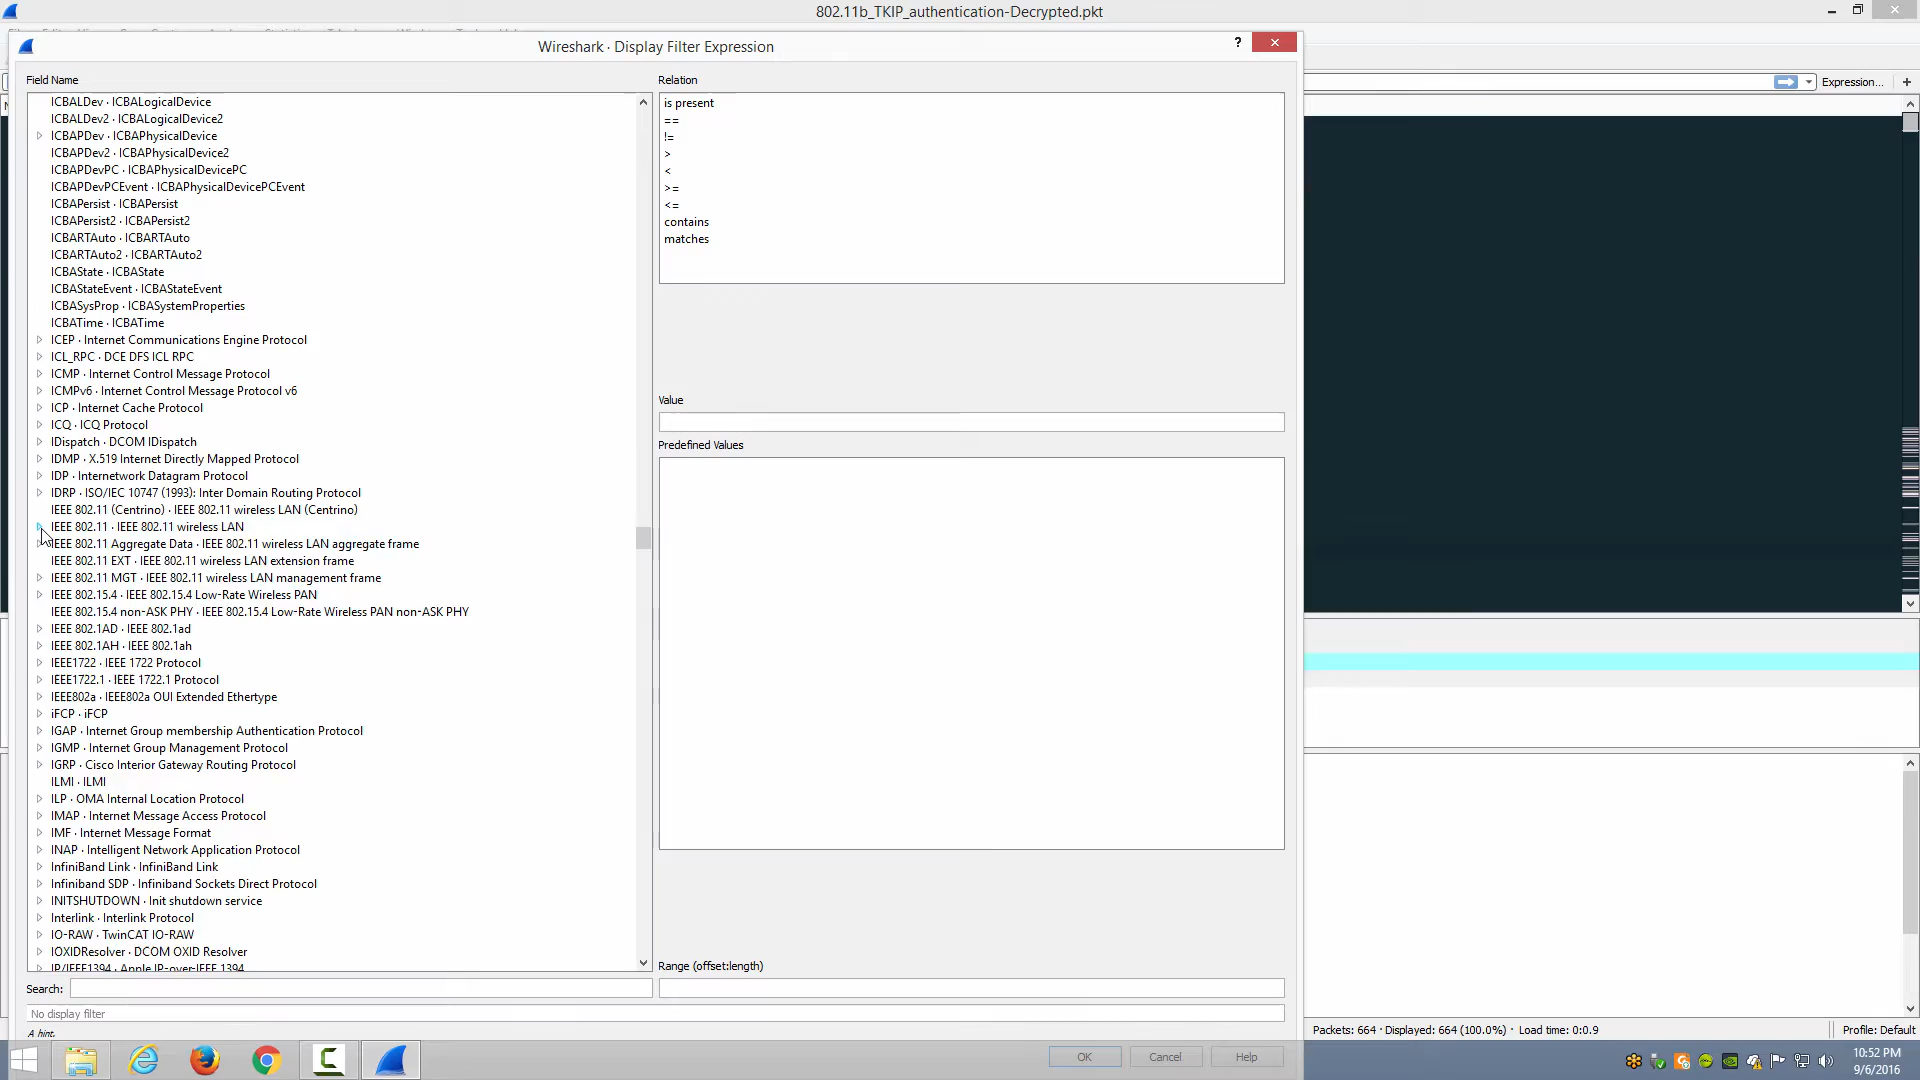 802.11b_TKIP_authentication-Decrypted.pkt
Wireshark · Display Filter Expression
?
Field Name
Relation
Expression...
+
ICBALDev · ICBALogicalDevice
ICBALDev2 · ICBALogicalDevice2
ICBAPDev · ICBAPhysicalDevice
ICBAPDev2 · ICBAPhysicalDevice2
ICBAPDevPC · ICBAPhysicalDevicePC
ICBAPDevPCEvent · ICBAPhysicalDevicePCEvent
ICBAPersist · ICBAPersist
ICBAPersist2 · ICBAPersist2
ICBARTAuto · ICBARTAuto
ICBARTAuto2 · ICBARTAuto2
ICBAState · ICBAState
ICBAStateEvent · ICBAStateEvent
ICBASysProp · ICBASystemProperties
ICBATime · ICBATime
ICEP · Internet Communications Engine Protocol
ICL_RPC · DCE DFS ICL RPC
ICMP · Internet Control Message Protocol
ICMPv6 · Internet Control Message Protocol v6
ICP · Internet Cache Protocol
ICQ · ICQ Protocol
IDispatch · DCOM IDispatch
IDMP · X.519 Internet Directly Mapped Protocol
IDP · Internetwork Datagram Protocol
IDRP · ISO/IEC 10747 (1993): Inter Domain Routing Protocol
IEEE 802.11 (Centrino) · IEEE 802.11 wireless LAN (Centrino)
IEEE 802.11 · IEEE 802.11 wireless LAN
IEEE 802.11 Aggregate Data · IEEE 802.11 wireless LAN aggregate frame
IEEE 802.11 EXT · IEEE 802.11 wireless LAN extension frame
IEEE 802.11 MGT · IEEE 802.11 wireless LAN management frame
IEEE 802.15.4 · IEEE 802.15.4 Low-Rate Wireless PAN
IEEE 802.15.4 non-ASK PHY · IEEE 802.15.4 Low-Rate Wireless PAN non-ASK PHY
IEEE 802.1AD · IEEE 802.1ad
IEEE 802.1AH · IEEE 802.1ah
IEEE1722 · IEEE 1722 Protocol
IEEE1722.1 · IEEE 1722.1 Protocol
IEEE802a · IEEE802a OUI Extended Ethertype
iFCP · iFCP
IGAP · Internet Group membership Authentication Protocol
IGMP · Internet Group Management Protocol
IGRP · Cisco Interior Gateway Routing Protocol
ILMI · ILMI
ILP · OMA Internal Location Protocol
IMAP · Internet Message Access Protocol
IMF · Internet Message Format
INAP · Intelligent Network Application Protocol
InfiniBand Link · InfiniBand Link
Infiniband SDP · Infiniband Sockets Direct Protocol
INITSHUTDOWN · Init shutdown service
Interlink · Interlink Protocol
IO-RAW · TwinCAT IO-RAW
IOXIDResolver · DCOM OXID Resolver
IP/IEEE1394 · Apple IP-over-IEEE 1394
is present
==
!=
>
<
>=
<=
contains
matches
Value
Predefined Values
Range (offset:length)
Search:
No display filter
A hint.
OK
Cancel
Help
Packets: 664 · Displayed: 664 (100.0%) · Load time: 0:0.9
Profile: Default
10:52 PM
9/6/2016